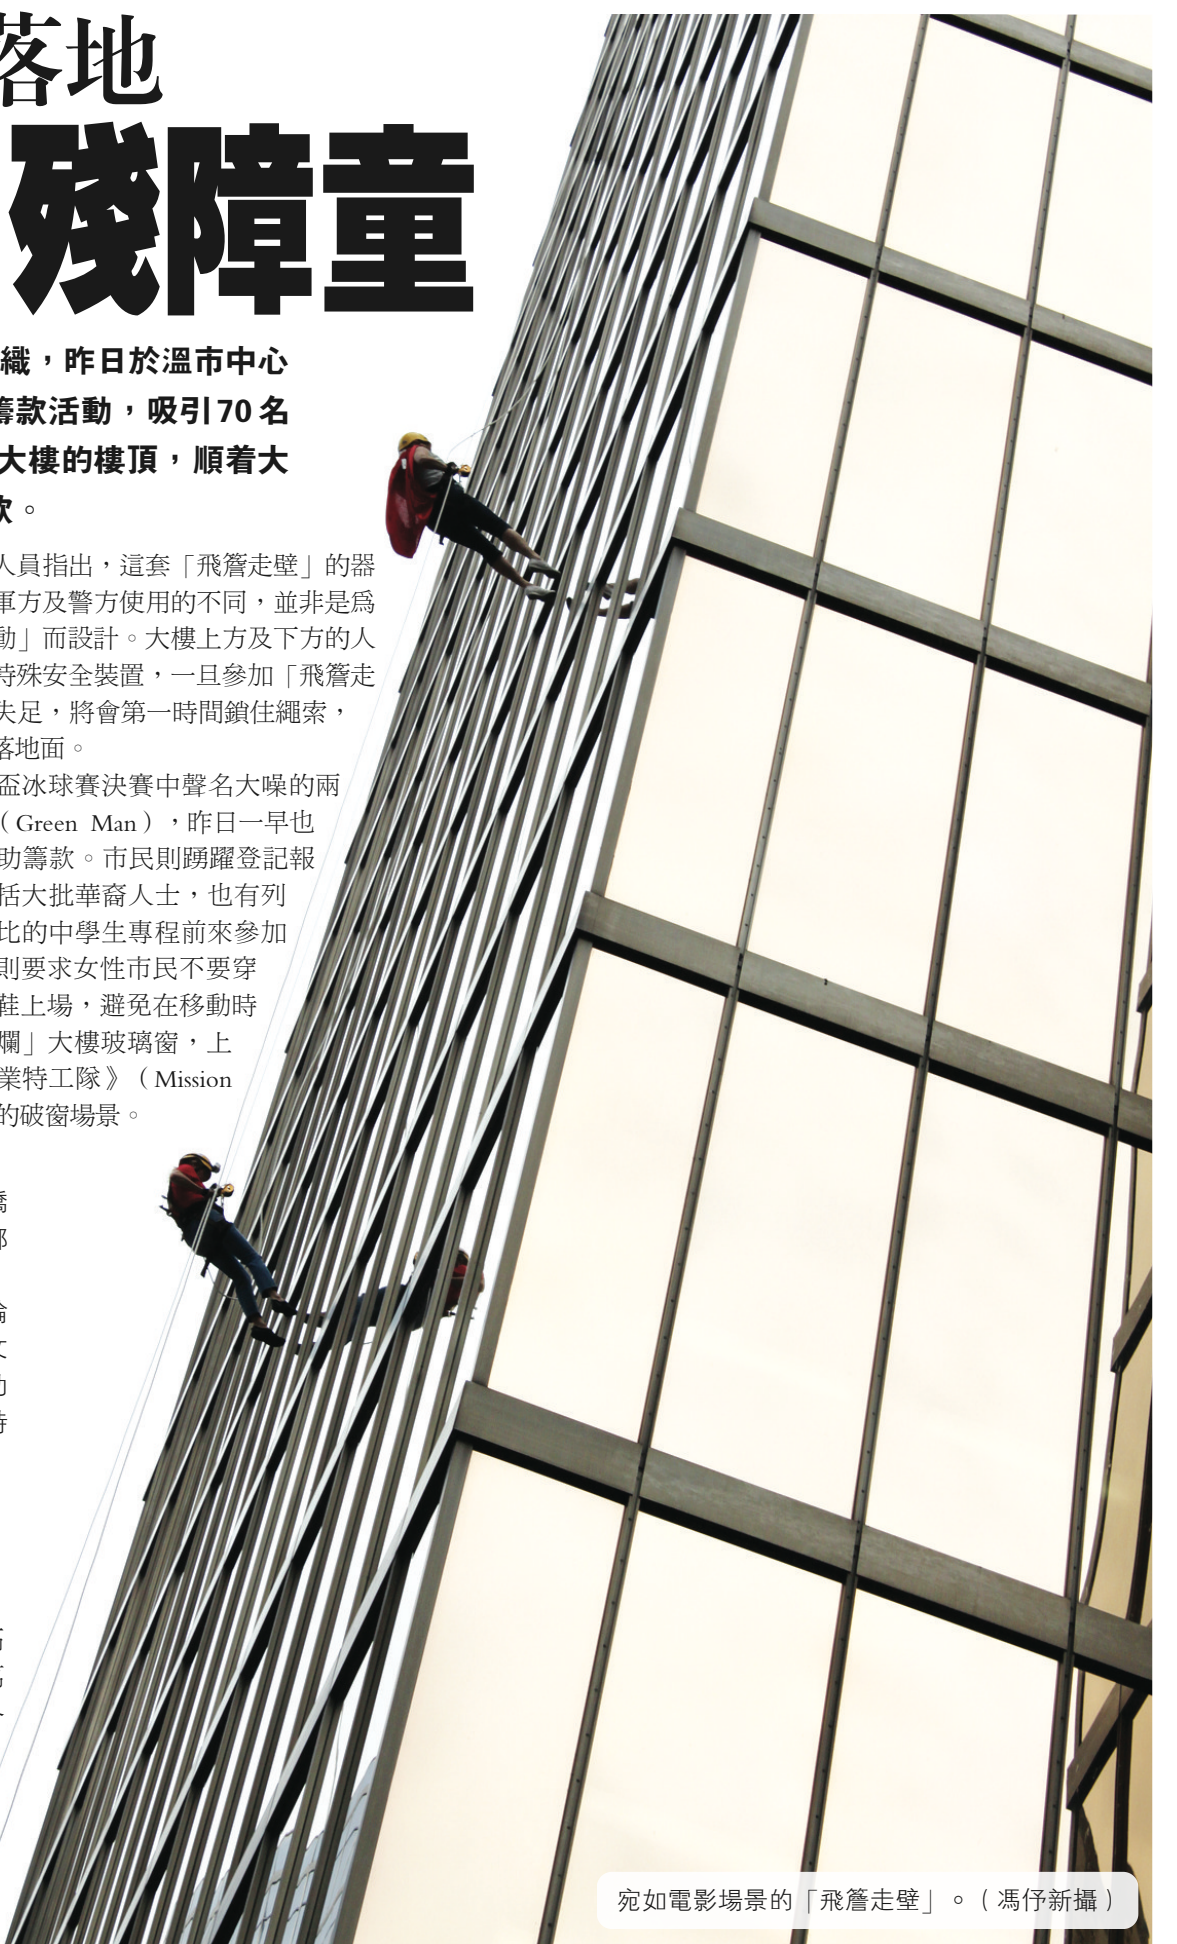 落地
殘障童
織，昨日於溫市中心
籌款活動，吸引70名
大樓的樓頂，順着大
款。
人員指出，這套「飛簷走壁」的器
軍方及警方使用的不同，並非是爲
動」而設計。大樓上方及下方的人
特殊安全裝置，一旦參加「飛簷走
失足，將會第一時間鎖住繩索，
落地面。
盃冰球賽決賽中聲名大噪的兩
（Green Man），昨日一早也
助籌款。市民則踴躍登記報
括大批華裔人士，也有列
比的中學生專程前來參加
則要求女性市民不要穿
鞋上場，避免在移動時
爛」大樓玻璃窗，上
業特工隊》（Mission
的破窗場景。
宛如電影場景的「飛簷走壁」。（馮伃新攝）